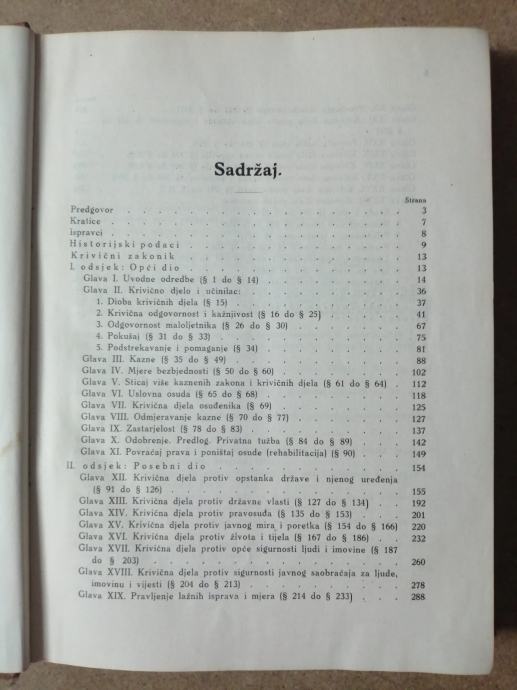 Sadržaj.
Strana
Predgovor . . . . . . . . . . . . . . . . 3
Kratice . . . . . . . . . . . . . . . . 7
ispravci . . . . . . . . . . . . . . . . 8
Historijski podaci . . . . . . . . . . . . . 9
Krivični zakonik . . . . . . . . . . . . . 13
I. odsjek: Opći dio . . . . . . . . . . . . 13
Glava I. Uvodne odredbe (§ 1 do § 14) . . . . . . . 14
Glava II. Krivično djelo i učinilac: . . . . . . . 36
1. Dioba krivičnih djela (§ 15) . . . . . . . . 37
2. Krivična odgovornost i kažnjivost (§ 16 do § 25) . . . 41
3. Odgovornost maloljetnika (§ 26 do § 30) . . . . . 67
4. Pokušaj (§ 31 do § 33) . . . . . . . . . 75
5. Podstrekavanje i pomaganje (§ 34) . . . . . . . 81
Glava III. Kazne (§ 35 do § 49) . . . . . . . . 88
Glava IV. Mjere bezbjednosti (§ 50 do § 60) . . . . . . 102
Glava V. Sticaj više kaznenih zakona i krivičnih djela (§ 61 do § 64) . 112
Glava VI. Uslovna osuda (§ 65 do § 68) . . . . . . . 118
Glava VII. Krivična djela osuđenika (§ 69) . . . . . . 125
Glava VIII. Odmjeravanje kazne (§ 70 do § 77) . . . . . 127
Glava IX. Zastarjelost (§ 78 do § 83) . . . . . . . 137
Glava X. Odobrenje. Predlog. Privatna tužba (§ 84 do § 89) . . . 142
Glava XI. Povraćaj prava i poništaj osude (rehabilitacija) (§ 90) . . 149
II. odsjek: Posebni dio . . . . . . . . . . . 154
Glava XII. Krivična djela protiv opstanka države i njenog uređenja
(§ 91 do § 126) . . . . . . . . . . . . 155
Glava XIII. Krivična djela protiv državne vlasti (§ 127 do § 134) . . 192
Glava XIV. Krivična djela protiv pravosuđa (§ 135 do § 153) . . . 201
Glava XV. Krivična djela protiv javnog mira i poretka (§ 154 do § 166) 220
Glava XVI. Krivična djela protiv života i tijela (§ 167 do § 186) . . 232
Glava XVII. Krivična djela protiv opće sigurnosti ljudi i imovine (§ 187
do § 203) . . . . . . . . . . . . . . 260
Glava XVIII. Krivična djela protiv sigurnosti javnog saobraćaja za ljude,
imovinu i vijesti (§ 204 do § 213) . . . . . . . . 278
Glava XIX. Pravljenje lažnih isprava i mjera (§ 214 do § 233) . . . 288